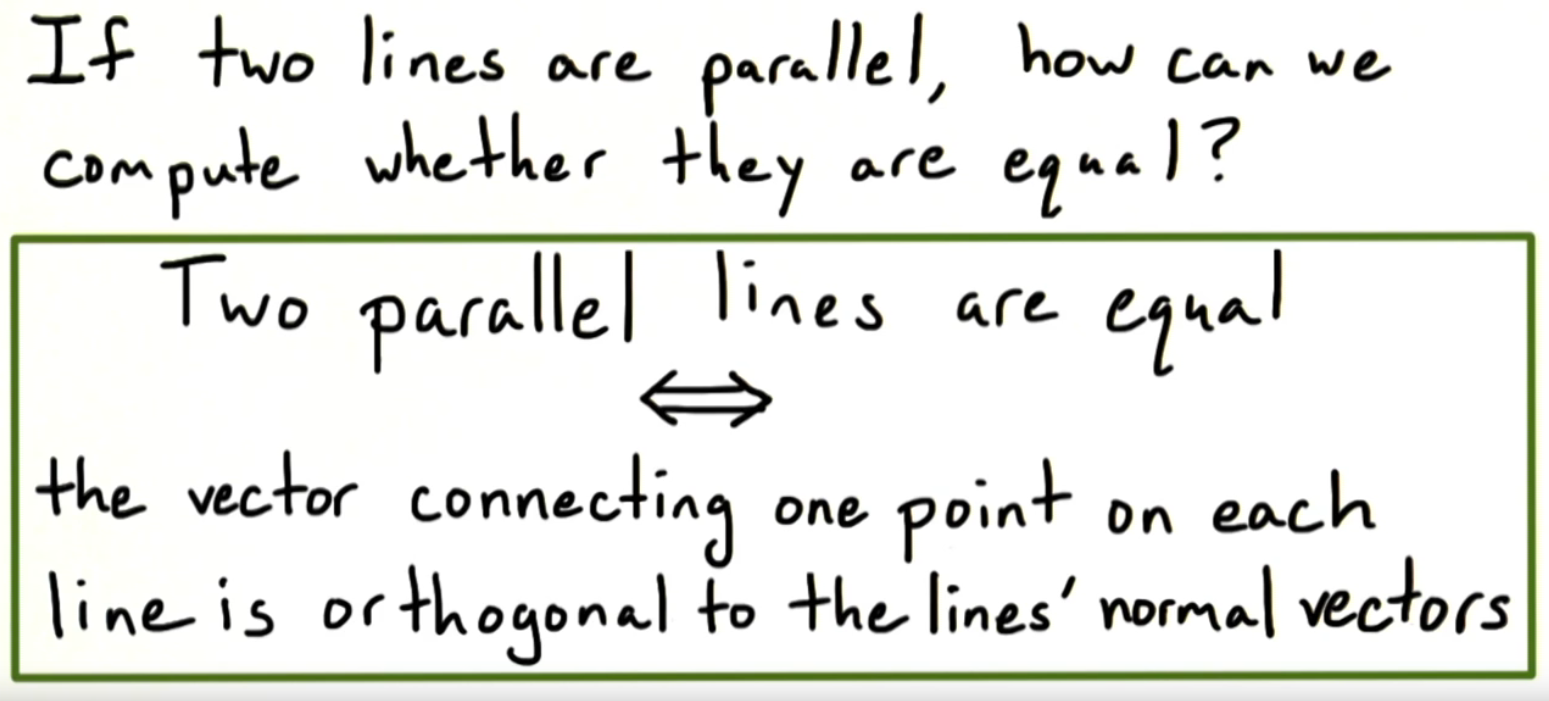 If two lines are parallel, how can we
compute whether they are equal?
Two parallel lines are equal
⇔
the vector connecting one point on each
line is orthogonal to the lines' normal vectors